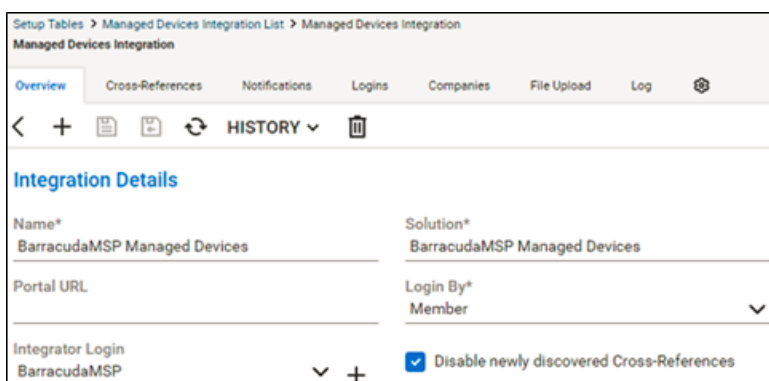 Setup Tables > Managed Devices Integration List > Managed Devices Integration
Managed Devices Integration
Overview Cross-References Notifications Logins Companies File Upload Log
HISTORY
Integration Details
Name* Solution*
BarracudaMSP Managed Devices BarracudaMSP Managed Devices
Portal URL Login By*
Member
Integrator Login
BarracudaMSP Disable newly discovered Cross-References